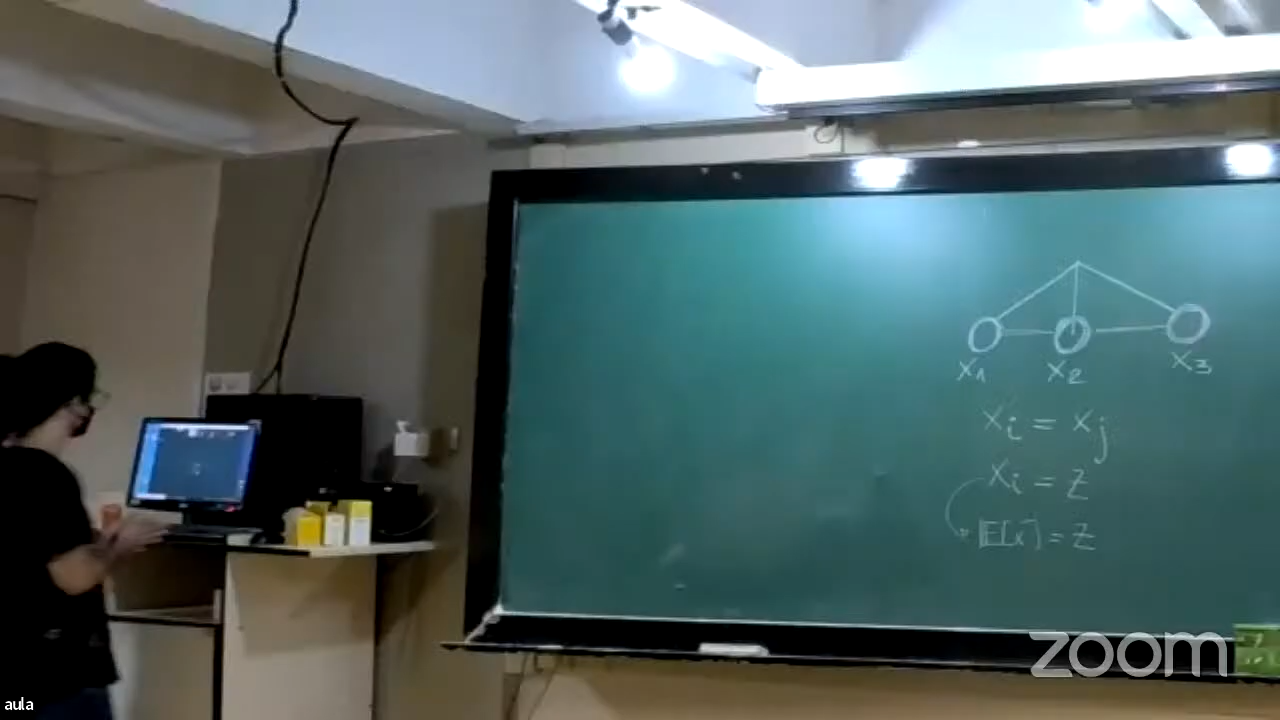 x₁ x₂ x₃
xᵢ = xⱼ
xᵢ = z
𝔼[x] = z
zoom
aula